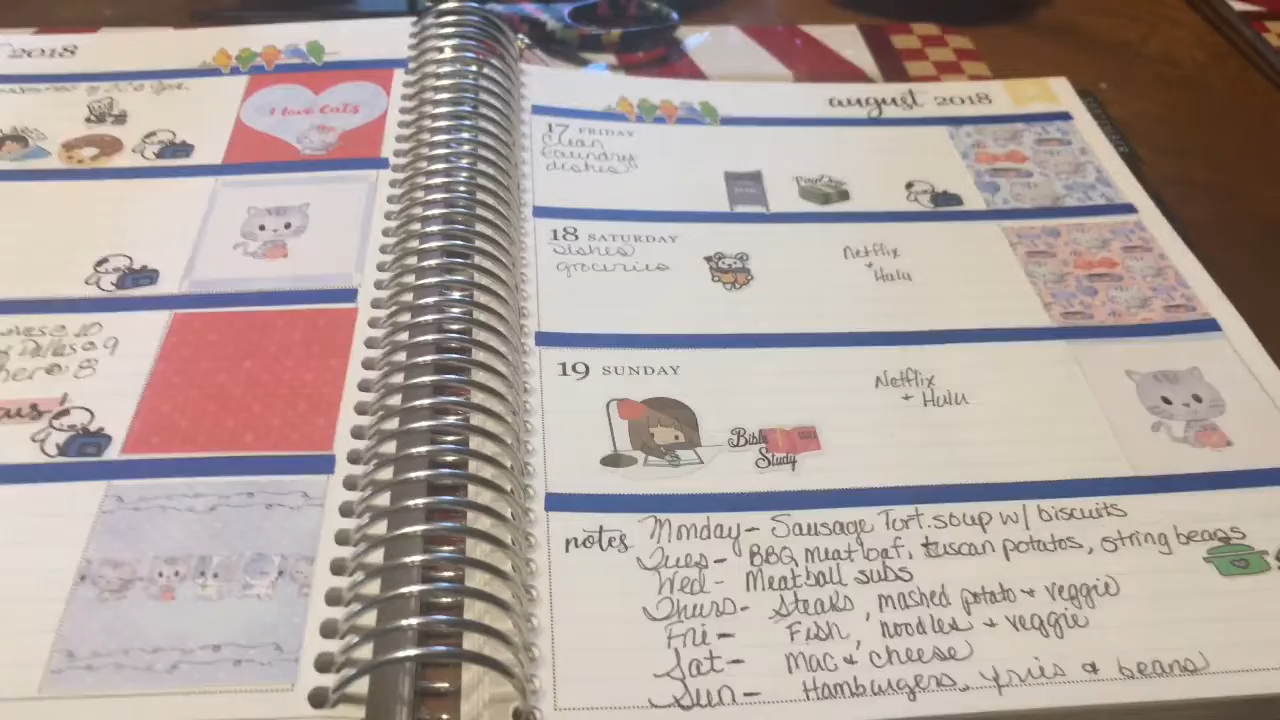 2018
I love Cats
august 2018
17 FRIDAY
Clean
laundry
dishes
PayDay
18 SATURDAY
dishes
groceries
Netflix
+
Hulu
19 SUNDAY
Netflix
+ Hulu
Bible
Study
notes
Monday- Sausage Tort. soup w/ biscuits
Tues- BBQ meatloaf, tuscan potatos, string beans
Wed- Meatball subs
Thurs- Steaks, mashed potato + veggie
Fri- Fish, noodles + veggie
Sat- Mac & cheese
Sun- Hamburgers, fries & beans